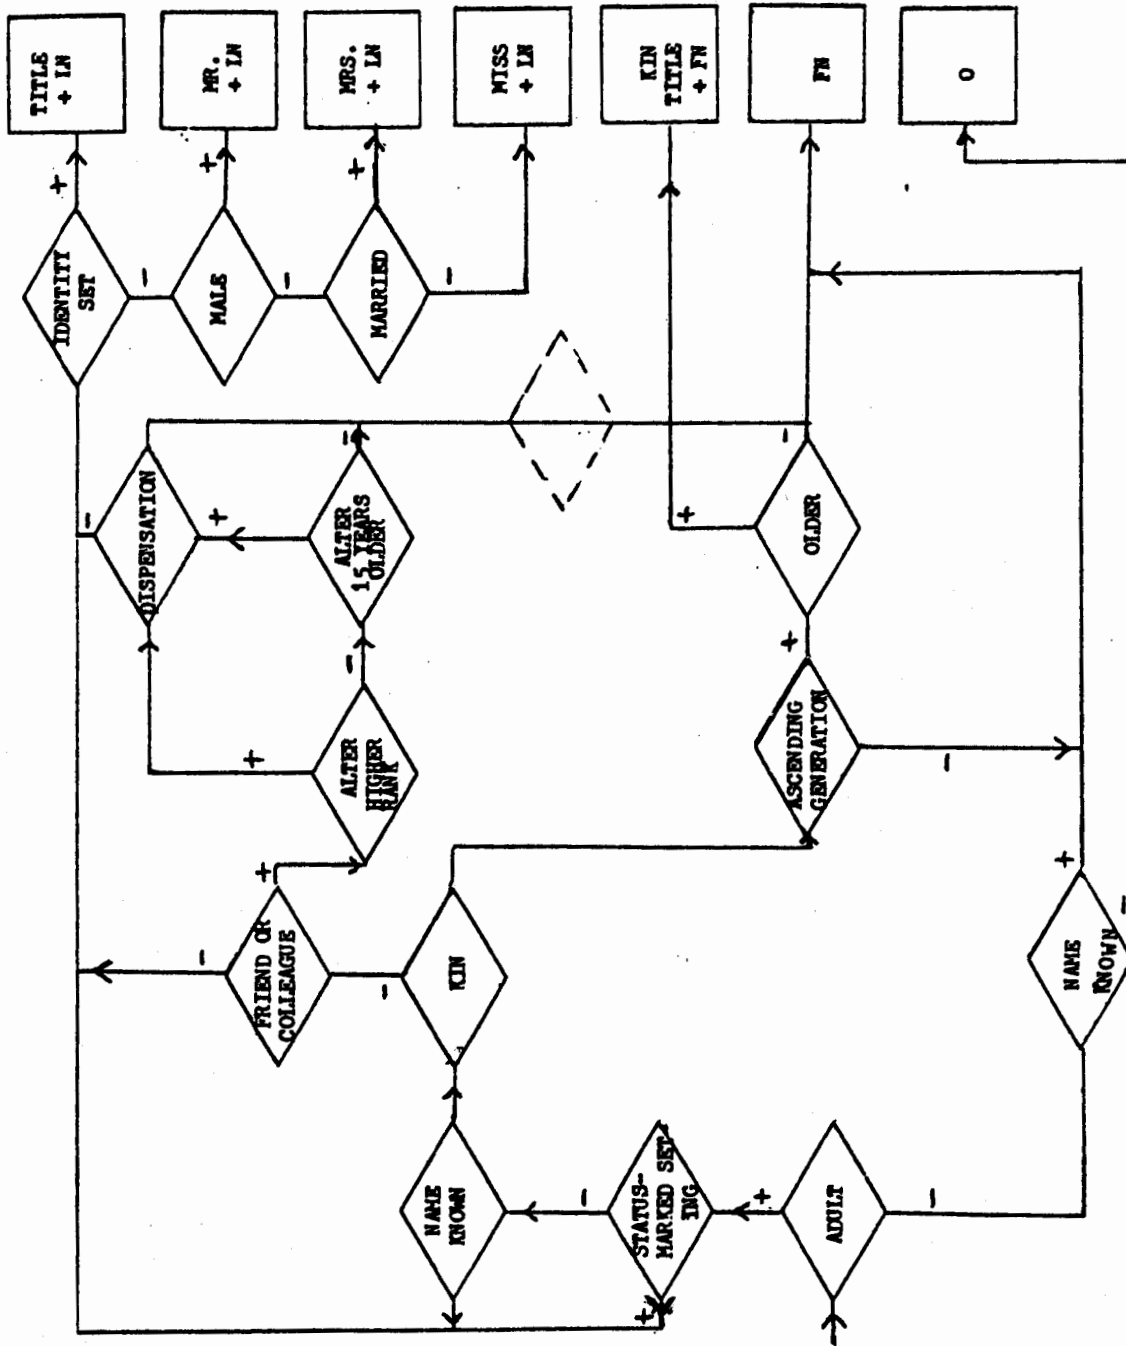 ADULT
+
-
STATUS-
MARKED SET-
ING
+
-
NAME
KNOWN
NAME
KNOWN
+
-
KIN
-
FRIEND OR
COLLEAGUE
+
-
ASCENDING
GENERATION
+
-
ALTER
HIGHER
RANK
+
-
OLDER
+
-
ALTER
15 YEARS
OLDER
+
-
DISPENSATION
-
MARRIED
+
-
MALE
+
-
IDENTITY
SET
+
-
O
FN
KIN
TITLE
+ FN
MISS
+ LN
MRS.
+ LN
MR.
+ LN
TITLE
+ LN